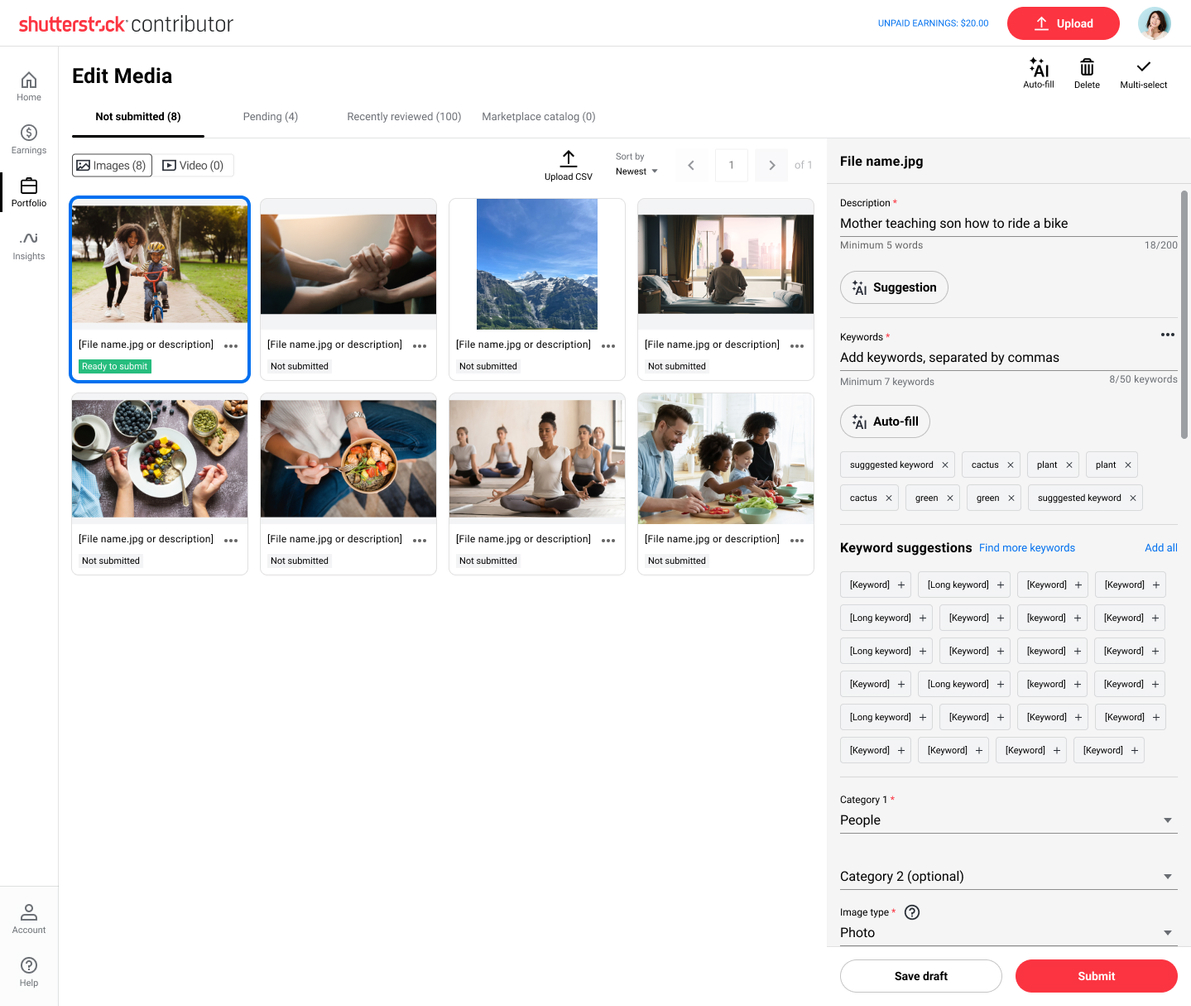 shutterstock contributor
UNPAID EARNINGS: $20.00
Upload
Home
Earnings
Portfolio
Insights
Account
Help
Edit Media
Auto-fill
Delete
Multi-select
Not submitted (8)
Pending (4)
Recently reviewed (100)
Marketplace catalog (0)
Images (8)
Video (0)
Upload CSV
Sort by
Newest
1
of 1
[File name.jpg or description]
Ready to submit
[File name.jpg or description]
Not submitted
[File name.jpg or description]
Not submitted
[File name.jpg or description]
Not submitted
[File name.jpg or description]
Not submitted
[File name.jpg or description]
Not submitted
[File name.jpg or description]
Not submitted
[File name.jpg or description]
Not submitted
File name.jpg
Description *
Mother teaching son how to ride a bike
Minimum 5 words 18/200
AI Suggestion
Keywords *
Add keywords, separated by commas
Minimum 7 keywords 8/50 keywords
AI Auto-fill
sugggested keyword × cactus × plant × plant ×
cactus × green × green × sugggested keyword ×
Keyword suggestions Find more keywords Add all
[Keyword] + [Long keyword] + [Keyword] + [Keyword] +
[Long keyword] + [Keyword] + [keyword] + [Keyword] +
[Long keyword] + [Keyword] + [keyword] + [Keyword] +
[Keyword] + [Long keyword] + [keyword] + [Keyword] +
[Long keyword] + [Keyword] + [Keyword] + [Keyword] +
[Keyword] + [Keyword] + [Keyword] + [Keyword] +
Category 1 *
People
Category 2 (optional)
Image type * ?
Photo
Save draft
Submit